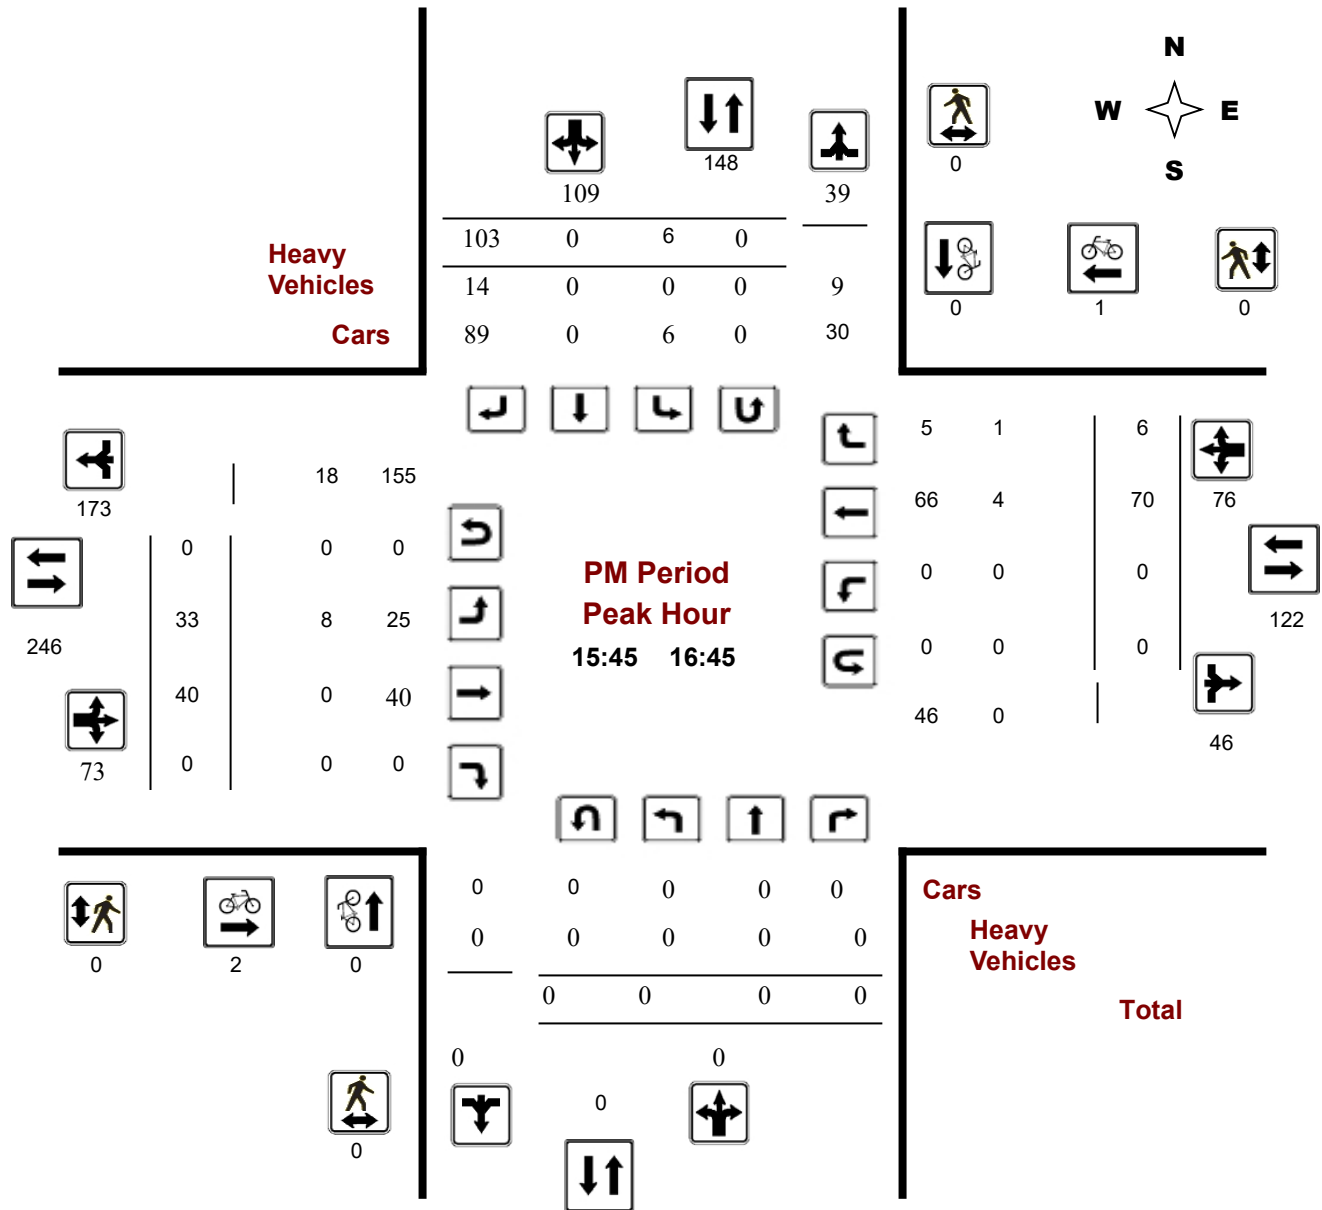 N
W E
S
148
0
109 39
103 0 6 0
Heavy
Vehicles
14 0 0 0 9
0 1 0
Cars
89 0 6 0 30
5 1 6
18 155
173
66 4 70 76
0 0 0
PM Period
0 0 0
Peak Hour
33 8 25
122
246
15:45 16:45
0 0 0
40 0 40
46 0
46
73 0 0 0
0 0 0 0 0
Cars
0 0 0 0 0
Heavy
Vehicles
0 2 0
0 0 0 0
Total
0 0
0
0